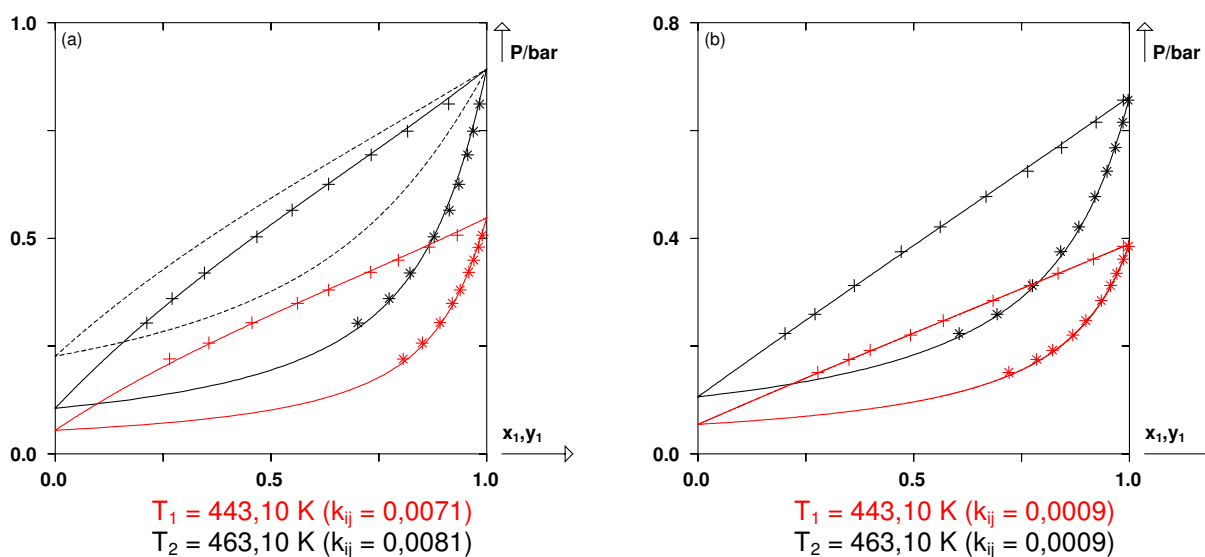 (a)
P/bar
1.0
0.5
0.0
0.0 0.5 1.0
x1,y1
T1 = 443,10 K (kij = 0,0071)
T2 = 463,10 K (kij = 0,0081)
(b)
P/bar
0.8
0.4
0.0
0.0 0.5 1.0
x1,y1
T1 = 443,10 K (kij = 0,0009)
T2 = 463,10 K (kij = 0,0009)